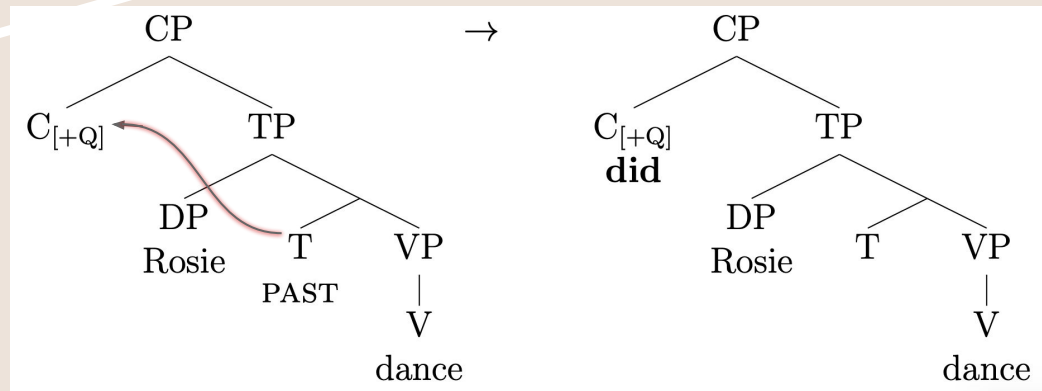 CP → CP
C[+Q] TP C[+Q] TP
did
DP DP
Rosie T VP Rosie T VP
PAST
V V
dance dance